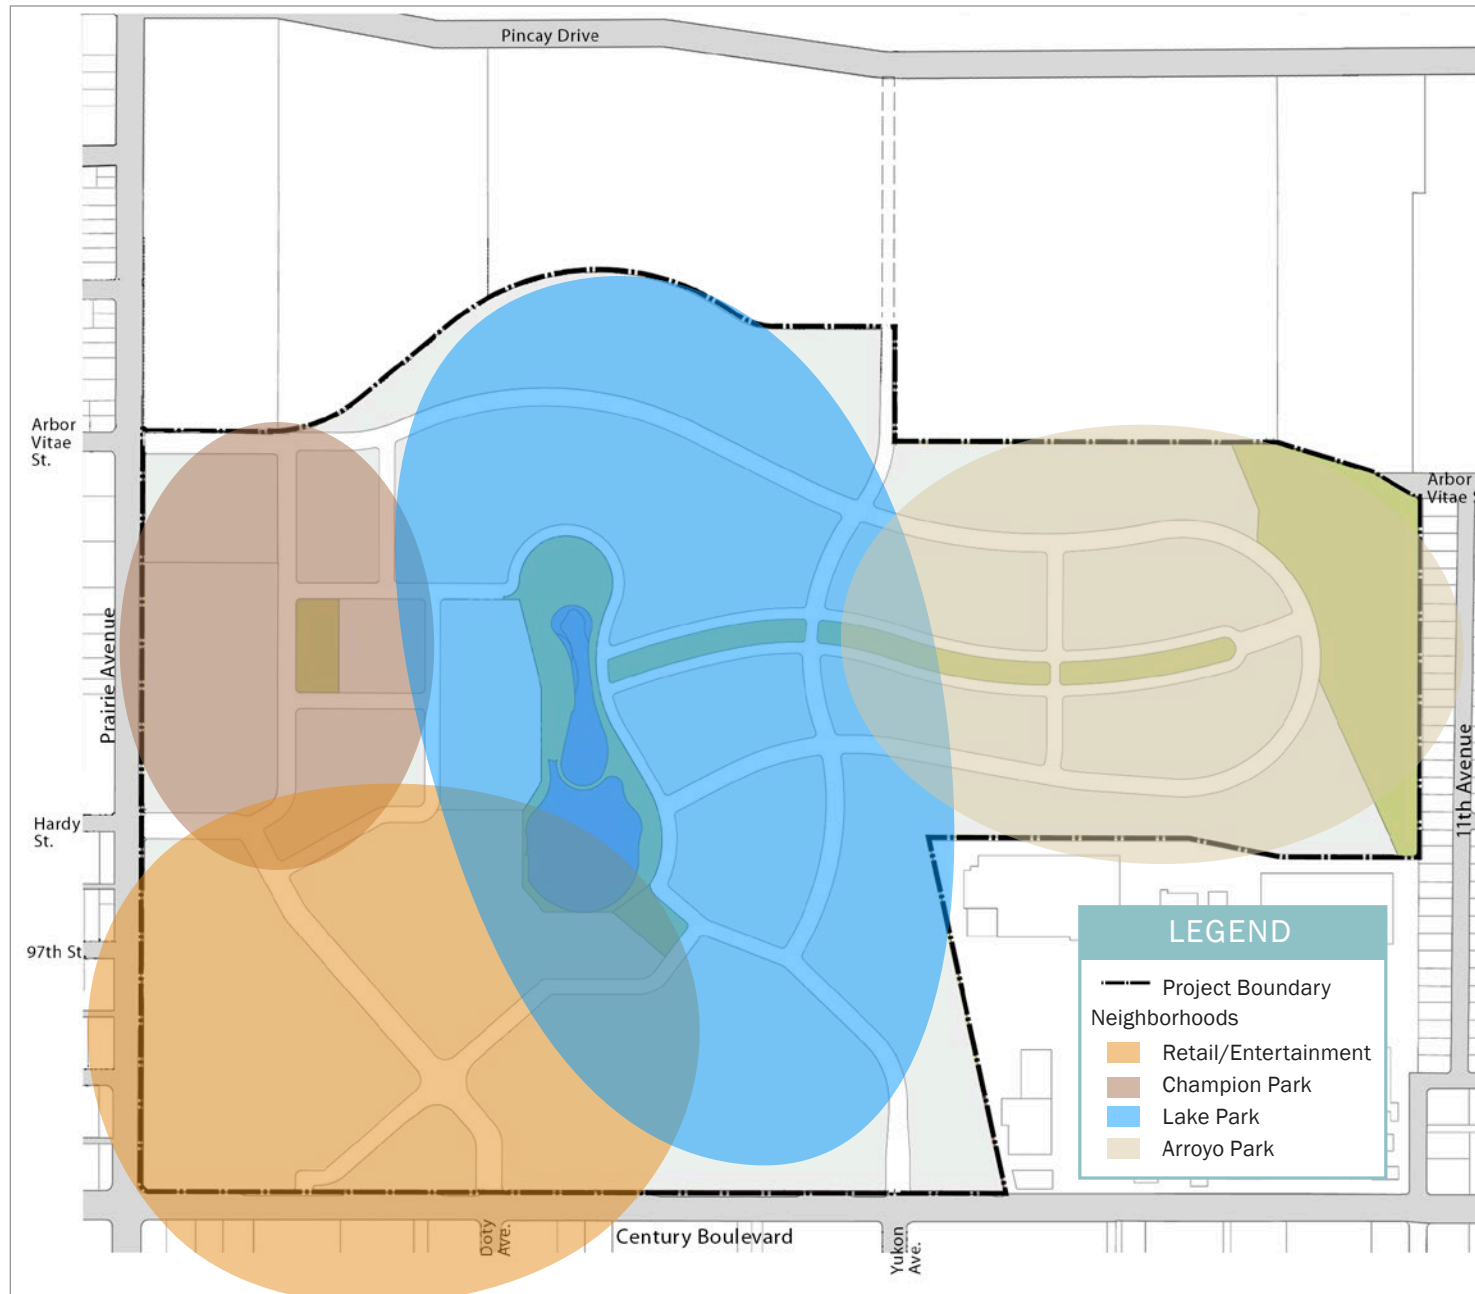 Pincay Drive
Arbor
Vitae
St.
Arbor
Vitae S
Prairie Avenue
11th Avenue
Hardy
St.
97th St.
LEGEND
Project Boundary
Neighborhoods
Retail/Entertainment
Champion Park
Lake Park
Arroyo Park
Doty
Ave.
Century Boulevard
Yukon
Ave.